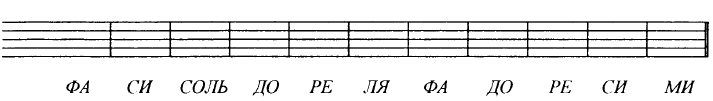 ФА СИ СОЛЬ ДО РЕ ЛЯ ФА ДО РЕ СИ МИ